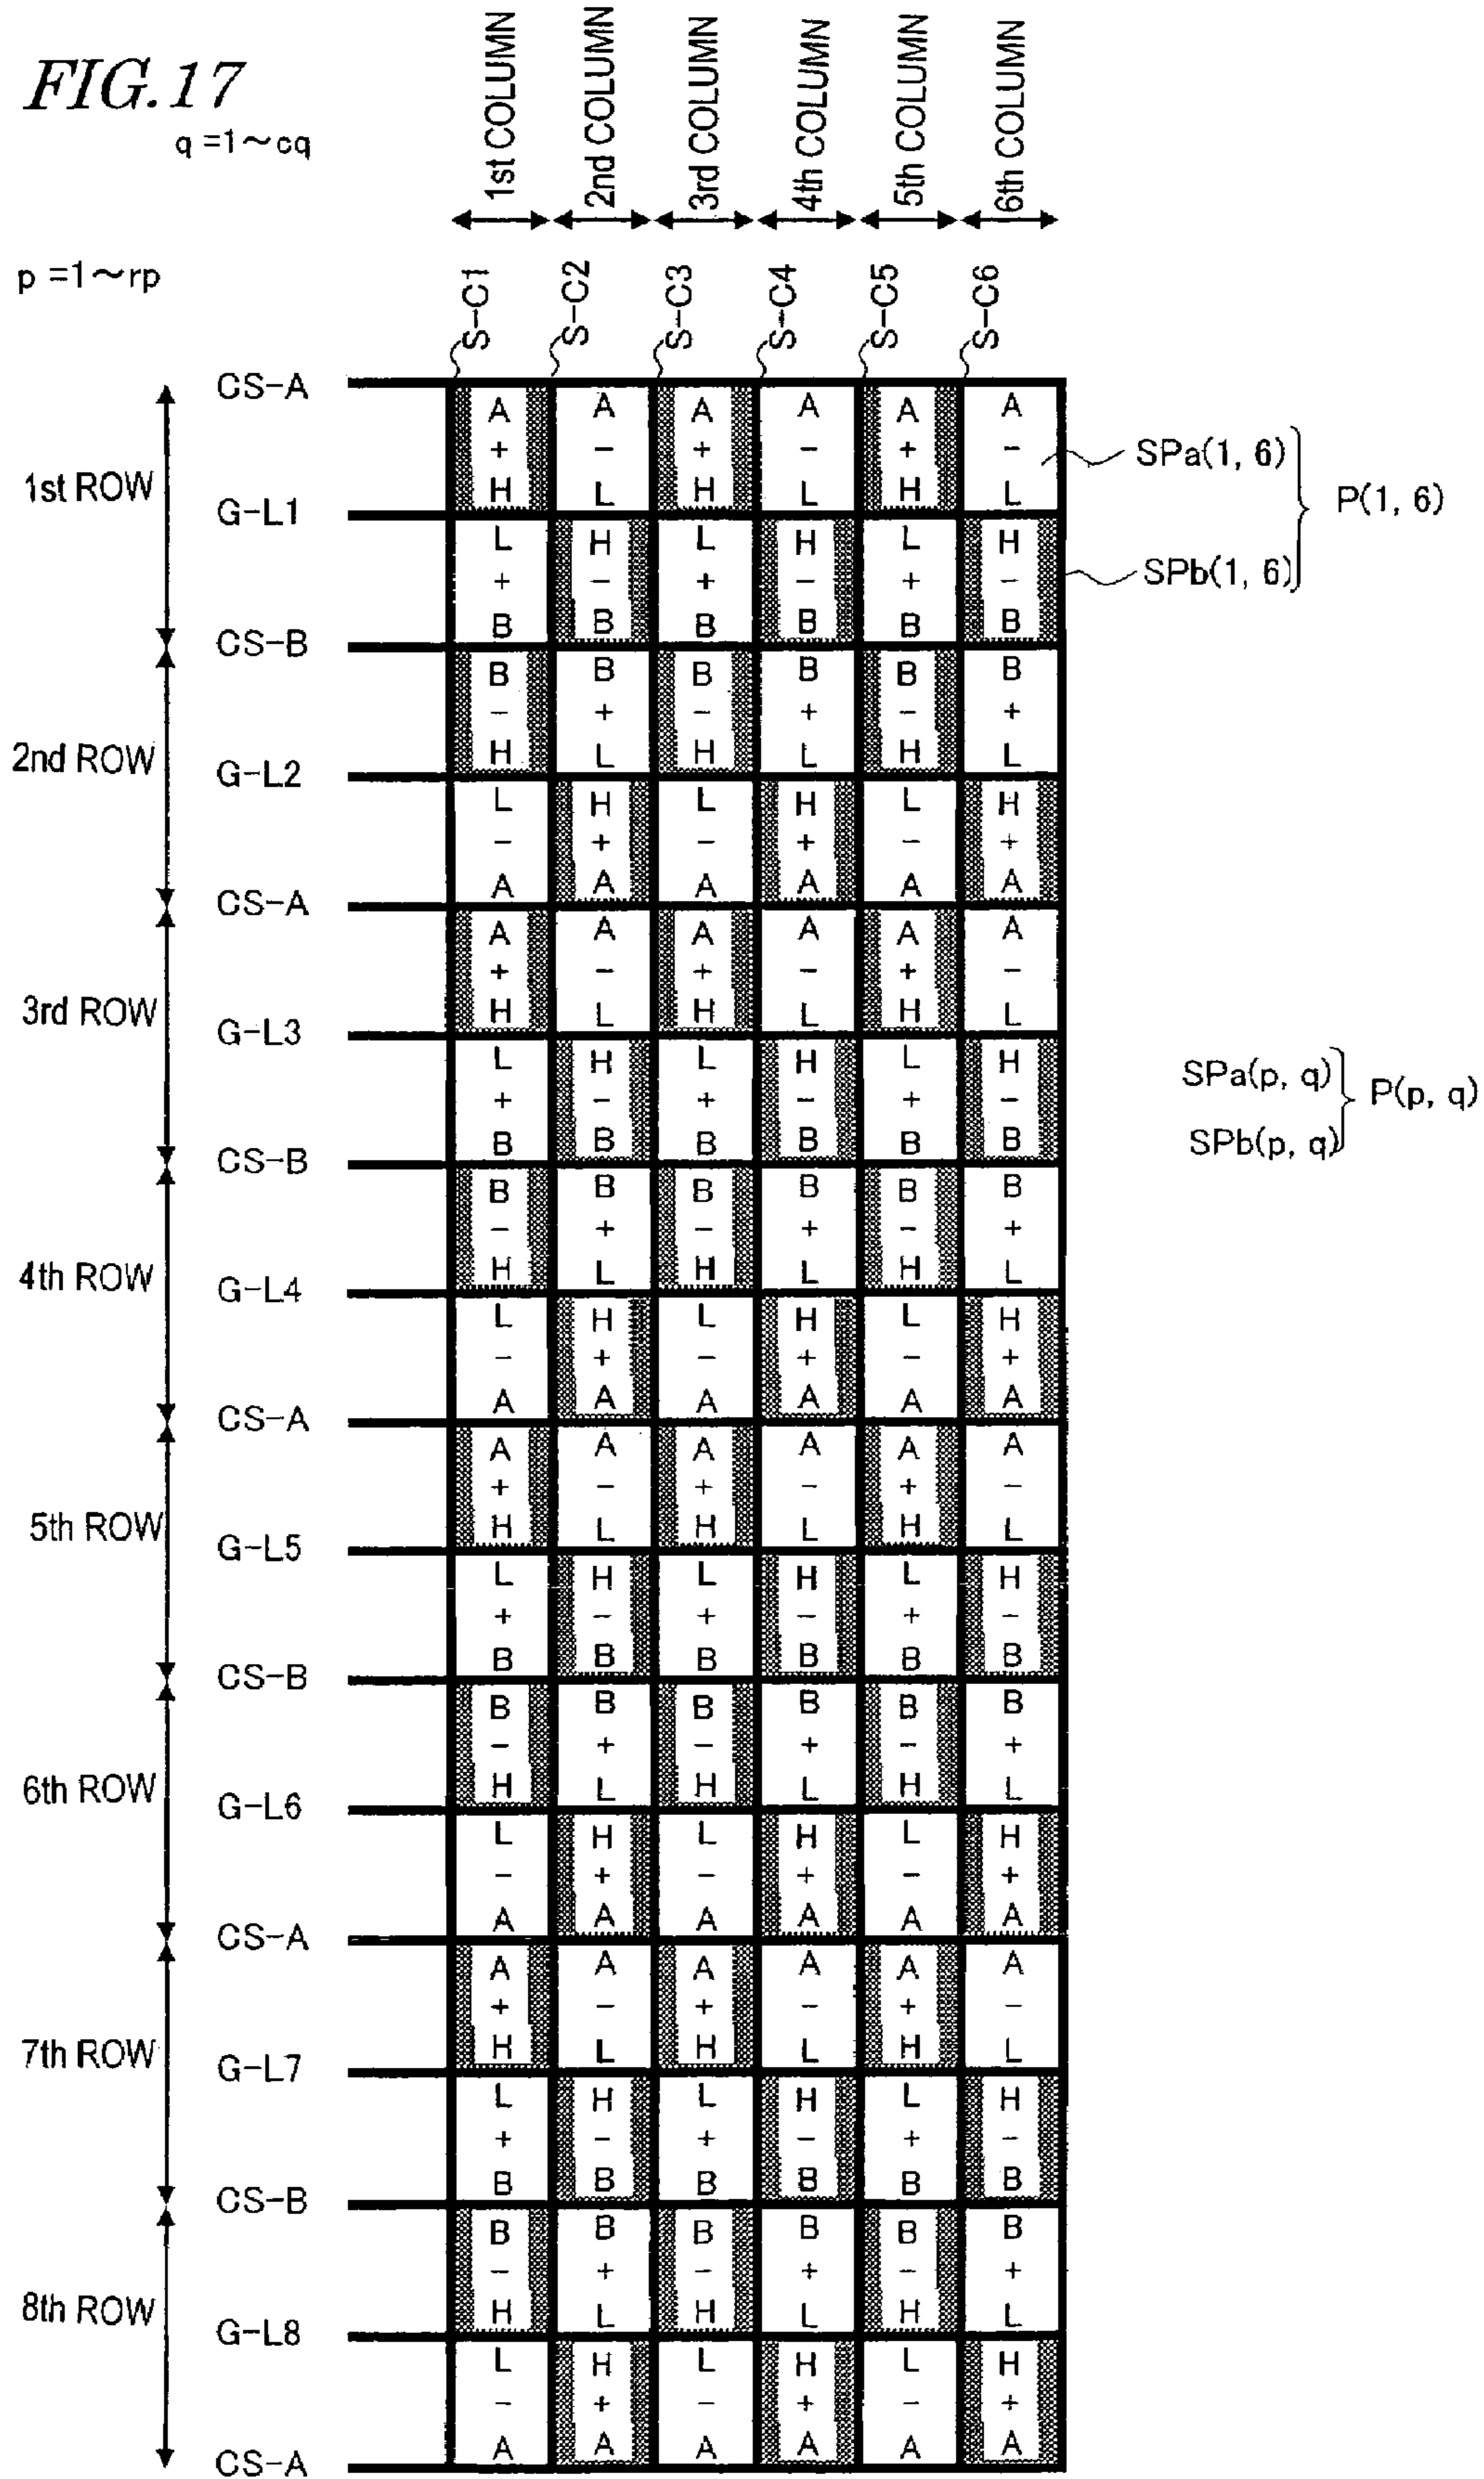 FIG.17
q =1～cq
p =1～rp
1st COLUMN
2nd COLUMN
3rd COLUMN
4th COLUMN
5th COLUMN
6th COLUMN
S-C1
S-C2
S-C3
S-C4
S-C5
S-C6
CS-A
A A A A A A
+ - + - + -
1st ROW
H L H L H L
SPa(1, 6)
P(1, 6)
G-L1
L H L H L H
+ - + - + -
SPb(1, 6)
B B B B B B
CS-B
B B B B B B
- + - + - +
2nd ROW
H L H L H L
G-L2
L H L H L H
- + - + - +
A A A A A A
CS-A
A A A A A A
+ - + - + -
3rd ROW
H L H L H L
G-L3
L H L H L H
+ - + - + -
B B B B B B
SPa(p, q)
SPb(p, q)
P(p, q)
CS-B
B B B B B B
- + - + - +
4th ROW
H L H L H L
G-L4
L H L H L H
- + - + - +
A A A A A A
CS-A
A A A A A A
+ - + - + -
5th ROW
H L H L H L
G-L5
L H L H L H
+ - + - + -
B B B B B B
CS-B
B B B B B B
- + - + - +
6th ROW
H L H L H L
G-L6
L H L H L H
- + - + - +
A A A A A A
CS-A
A A A A A A
+ - + - + -
7th ROW
H L H L H L
G-L7
L H L H L H
+ - + - + -
B B B B B B
CS-B
B B B B B B
- + - + - +
8th ROW
H L H L H L
G-L8
L H L H L H
- + - + - +
A A A A A A
CS-A